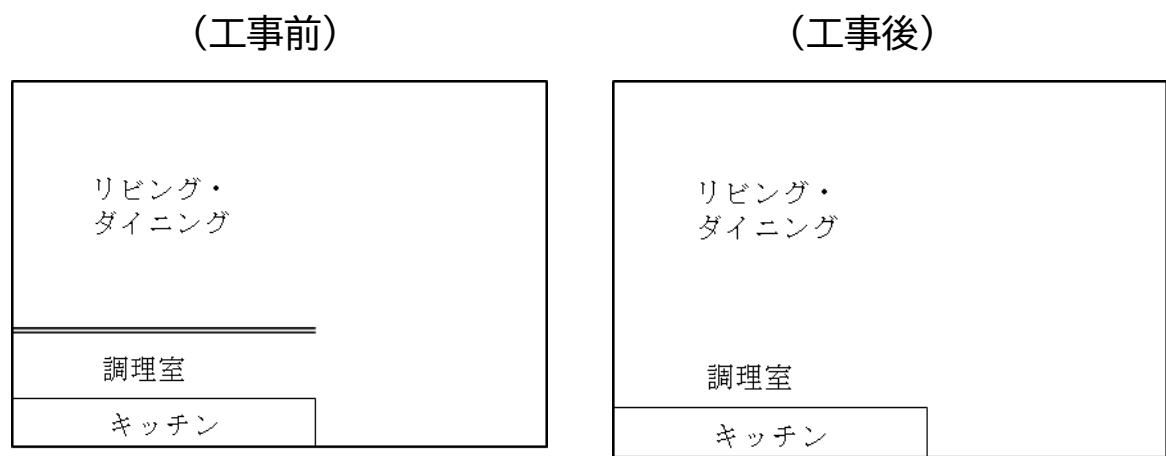 （工事前）
リビング・
ダイニング
調理室
キッチン
（工事後）
リビング・
ダイニング
調理室
キッチン